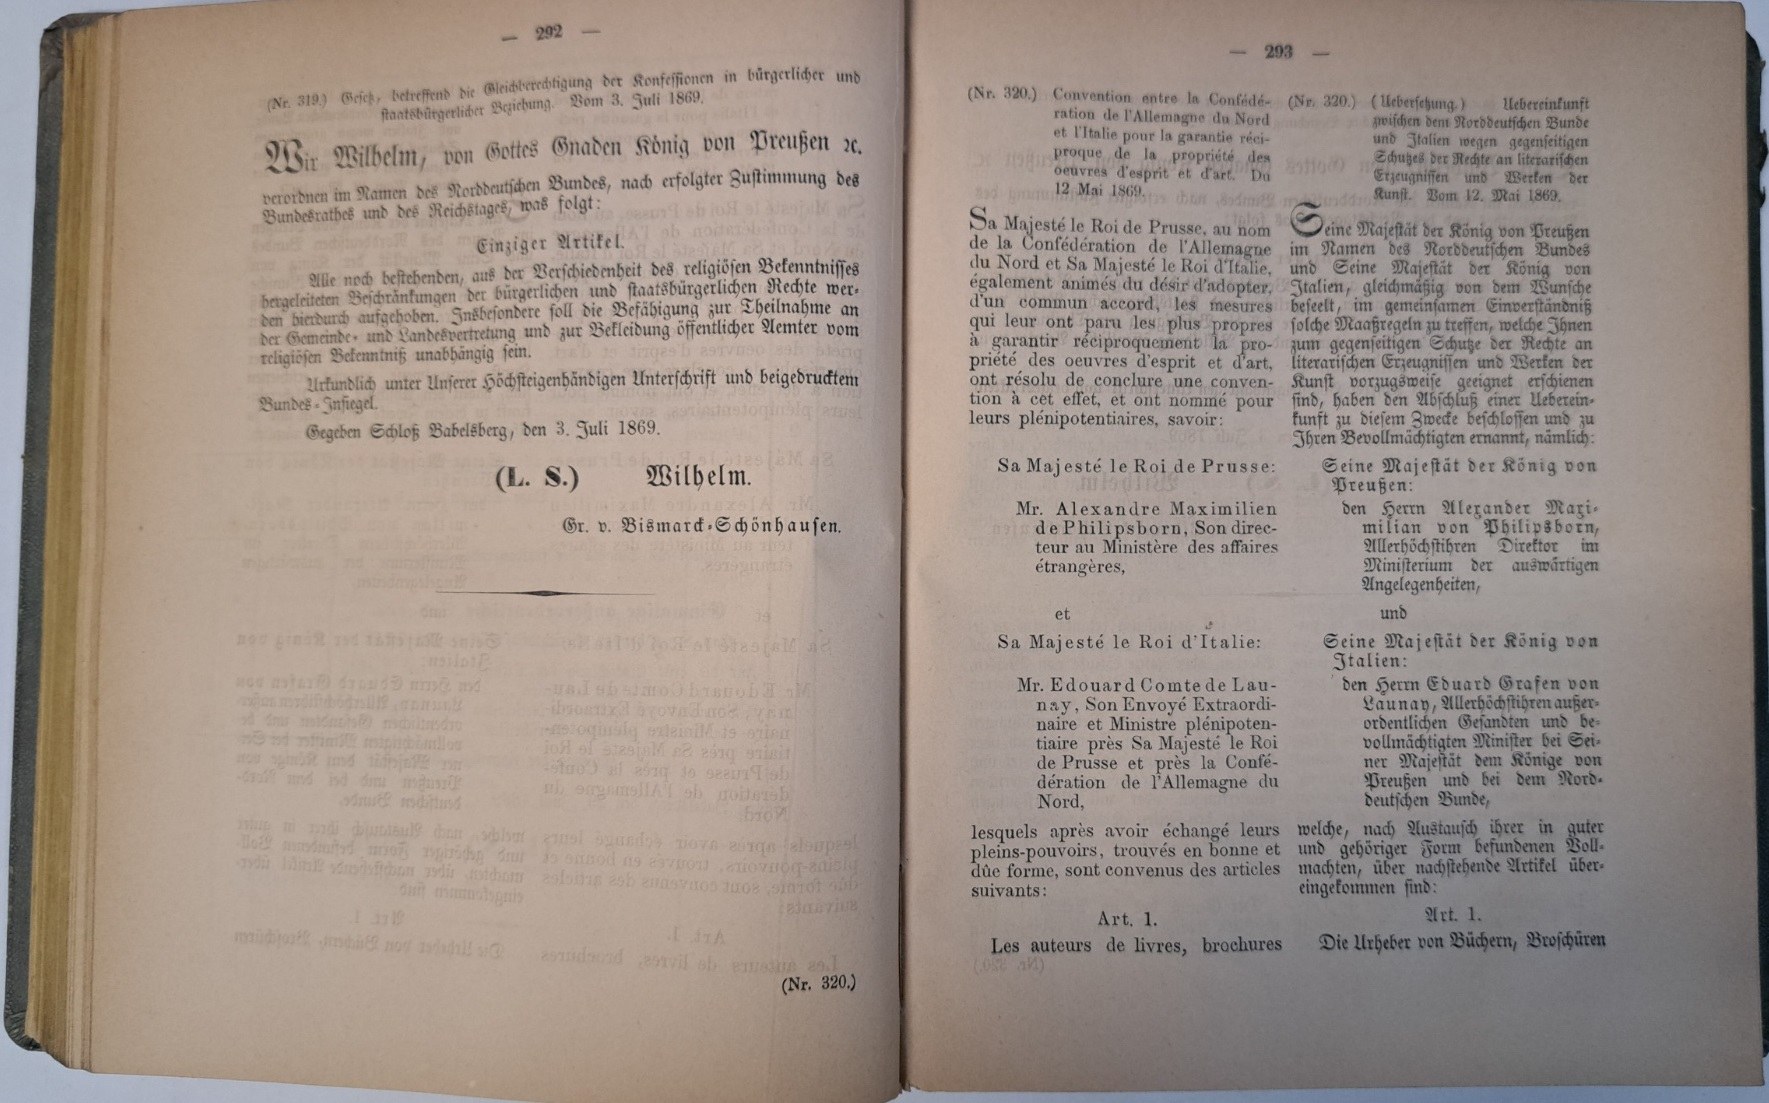 — 292 —
(Nr. 319.) Gesetz, betreffend die Gleichberechtigung der Konfessionen in bürgerlicher und
staatsbürgerlicher Beziehung. Vom 3. Juli 1869.
Wir Wilhelm, von Gottes Gnaden König von Preußen ꝛc.
verordnen im Namen des Norddeutschen Bundes, nach erfolgter Zustimmung des
Bundesrathes und des Reichstages, was folgt:
Einziger Artikel.
Alle noch bestehenden, aus der Verschiedenheit des religiösen Bekenntnisses
hergeleiteten Beschränkungen der bürgerlichen und staatsbürgerlichen Rechte wer-
den hierdurch aufgehoben. Insbesondere soll die Befähigung zur Theilnahme an
der Gemeinde- und Landesvertretung und zur Bekleidung öffentlicher Aemter vom
religiösen Bekenntniß unabhängig sein.
Urkundlich unter Unserer Höchsteigenhändigen Unterschrift und beigedrucktem
Bundes-Insiegel.
Gegeben Schloß Babelsberg, den 3. Juli 1869.
(L. S.) Wilhelm.
Gr. v. Bismarck-Schönhausen.
(Nr. 320.)
— 293 —
(Nr. 320.) Convention entre la Confédé-
ration de l'Allemagne du Nord
et l'Italie pour la garantie réci-
proque de la propriété des
oeuvres d'esprit et d'art. Du
12 Mai 1869.
Sa Majesté le Roi de Prusse, au nom
de la Confédération de l'Allemagne
du Nord et Sa Majesté le Roi d'Italie,
également animés du désir d'adopter,
d'un commun accord, les mesures
qui leur ont paru les plus propres
à garantir réciproquement la pro-
priété des oeuvres d'esprit et d'art,
ont résolu de conclure une conven-
tion à cet effet, et ont nommé pour
leurs plénipotentiaires, savoir:
Sa Majesté le Roi de Prusse:
Mr. Alexandre Maximilien
de Philipsborn, Son direc-
teur au Ministère des affaires
étrangères,
et
Sa Majesté le Roi d'Italie:
Mr. Edouard Comte de Lau-
nay, Son Envoyé Extraordi-
naire et Ministre plénipoten-
tiaire près Sa Majesté le Roi
de Prusse et près la Confé-
dération de l'Allemagne du
Nord,
lesquels après avoir échangé leurs
pleins-pouvoirs, trouvés en bonne et
dûe forme, sont convenus des articles
suivants:
Art. 1.
Les auteurs de livres, brochures
(Nr. 320.) (Uebersetzung.) Uebereinkunft
zwischen dem Norddeutschen Bunde
und Italien wegen gegenseitigen
Schutzes der Rechte an literarischen
Erzeugnissen und Werken der
Kunst. Vom 12. Mai 1869.
Seine Majestät der König von Preußen
im Namen des Norddeutschen Bundes
und Seine Majestät der König von
Italien, gleichmäßig von dem Wunsche
beseelt, im gemeinsamen Einverständniß
solche Maaßregeln zu treffen, welche Ihnen
zum gegenseitigen Schutze der Rechte an
literarischen Erzeugnissen und Werken der
Kunst vorzugsweise geeignet erschienen
sind, haben den Abschluß einer Ueberein-
kunft zu diesem Zwecke beschlossen und zu
Ihren Bevollmächtigten ernannt, nämlich:
Seine Majestät der König von
Preußen:
den Herrn Alexander Maxi-
milian von Philipsborn,
Allerhöchstihren Direktor im
Ministerium der auswärtigen
Angelegenheiten,
und
Seine Majestät der König von
Italien:
den Herrn Eduard Grafen von
Launay, Allerhöchstihren außer-
ordentlichen Gesandten und be-
vollmächtigten Minister bei Sei-
ner Majestät dem Könige von
Preußen und bei dem Nord-
deutschen Bunde,
welche, nach Austausch ihrer in guter
und gehöriger Form befundenen Voll-
machten, über nachstehende Artikel über-
eingekommen sind:
Art. 1.
Die Urheber von Büchern, Broschüren